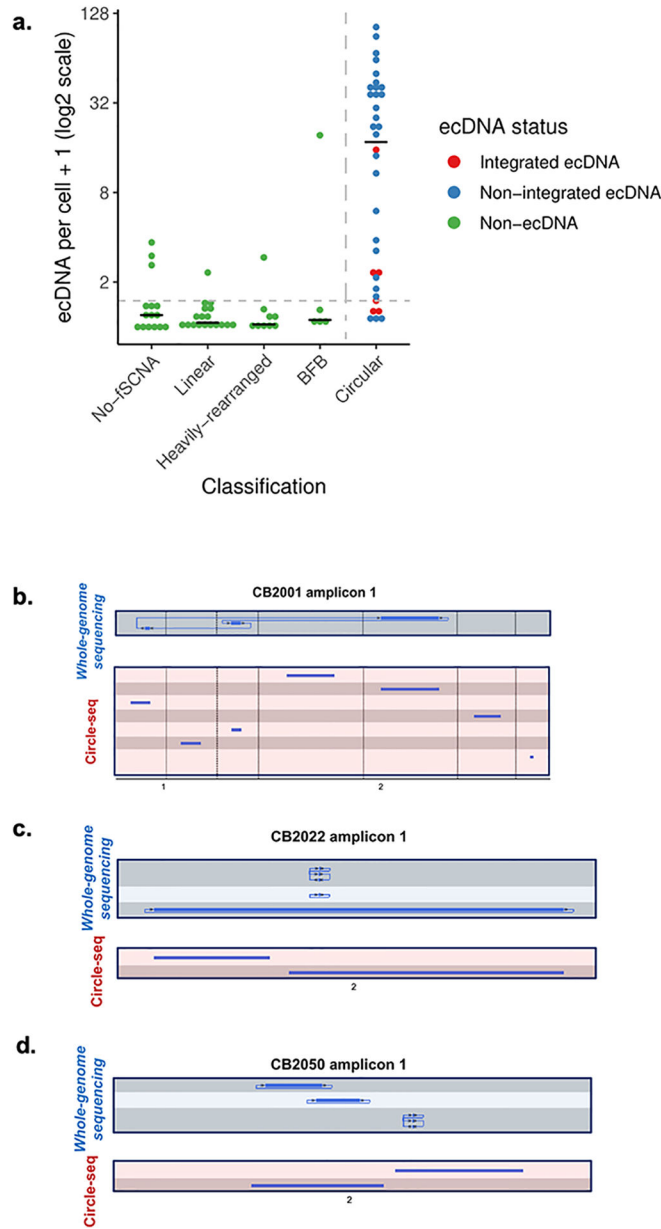 a.
ecDNA per cell + 1 (log2 scale)
128
32
8
2
No-fSCNA
Linear
Heavily-rearranged
BFB
Circular
Classification
ecDNA status
Integrated ecDNA
Non-integrated ecDNA
Non-ecDNA
b.
CB2001 amplicon 1
Whole-genome
sequencing
Circle-seq
1
2
c.
CB2022 amplicon 1
Whole-genome
sequencing
Circle-seq
2
d.
CB2050 amplicon 1
Whole-genome
sequencing
Circle-seq
2